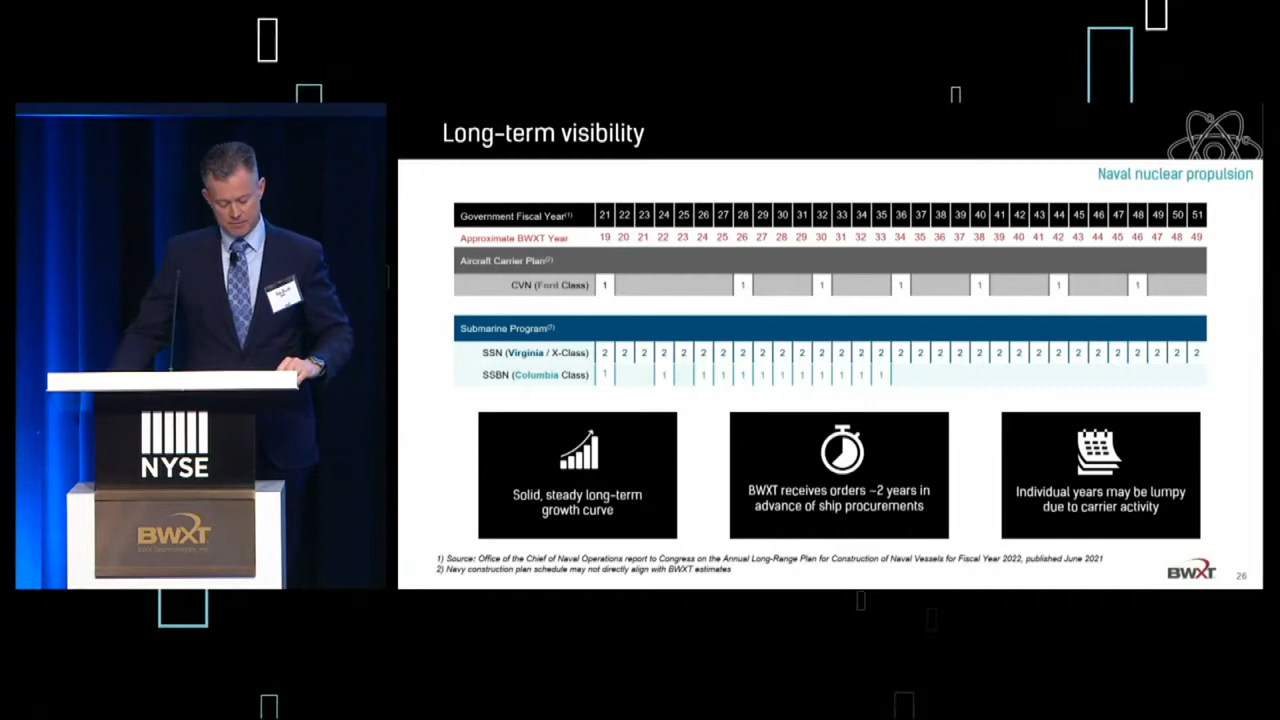 Long-term visibility
Naval nuclear propulsion
Government Fiscal Year(1) 21 22 23 24 25 26 27 28 29 30 31 32 33 34 35 36 37 38 39 40 41 42 43 44 45 46 47 48 49 50 51
Approximate BWXT Year 19 20 21 22 23 24 25 26 27 28 29 30 31 32 33 34 35 36 37 38 39 40 41 42 43 44 45 46 47 48 49
Aircraft Carrier Plan(2)
CVN (Ford Class) 1 1 1 1 1 1 1
Submarine Program(2)
SSN (Virginia / X-Class) 2 2 2 2 2 2 2 2 2 2 2 2 2 2 2 2 2 2 2 2 2 2 2 2 2 2 2 2 2 2 2
SSBN (Columbia Class) 1 1 1 1 1 1 1 1 1 1 1 1
Solid, steady long-term
growth curve
BWXT receives orders ~2 years in
advance of ship procurements
Individual years may be lumpy
due to carrier activity
1) Source: Office of the Chief of Naval Operations report to Congress on the Annual Long-Range Plan for Construction of Naval Vessels for Fiscal Year 2022, published June 2021
2) Navy construction plan schedule may not directly align with BWXT estimates
BWXT 26
NYSE
BWXT
BWX Technologies, Inc.